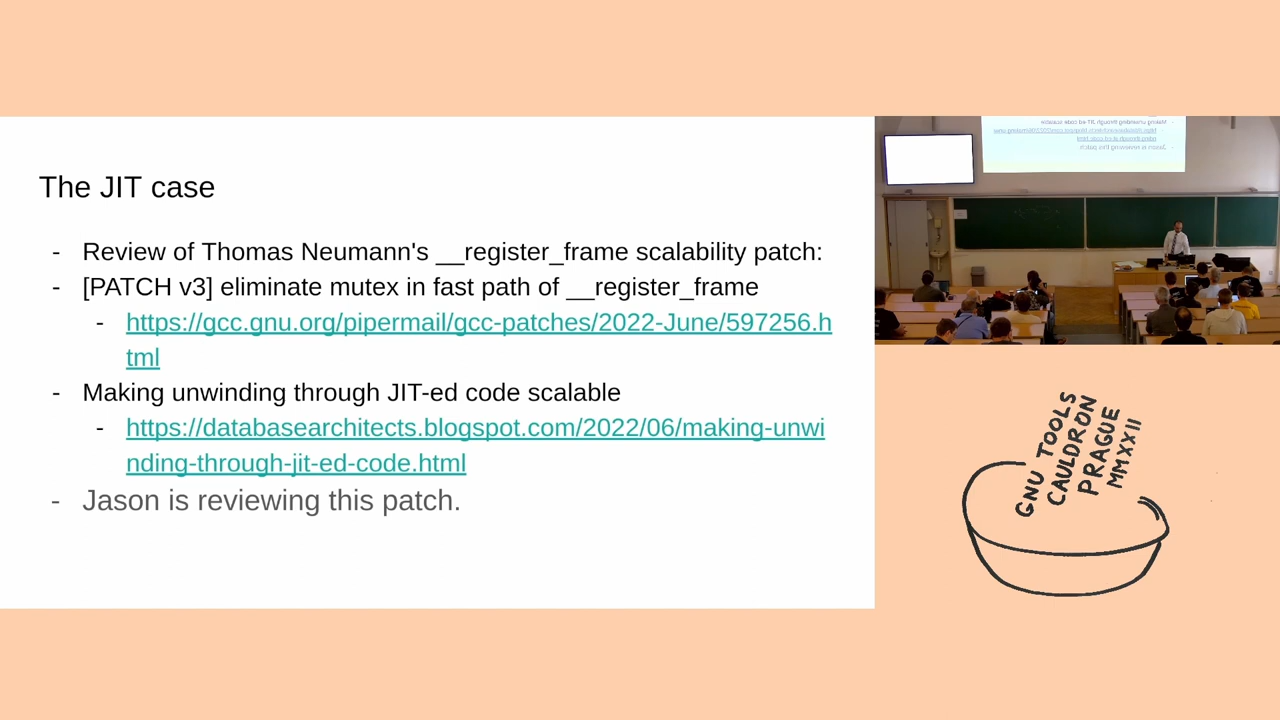 The JIT case
- Review of Thomas Neumann's __register_frame scalability patch:
- [PATCH v3] eliminate mutex in fast path of __register_frame
- https://gcc.gnu.org/pipermail/gcc-patches/2022-June/597256.h
tml
- Making unwinding through JIT-ed code scalable
- https://databasearchitects.blogspot.com/2022/06/making-unwi
nding-through-jit-ed-code.html
- Jason is reviewing this patch.
GNU TOOLS
CAULDRON
PRAGUE
MMXXII